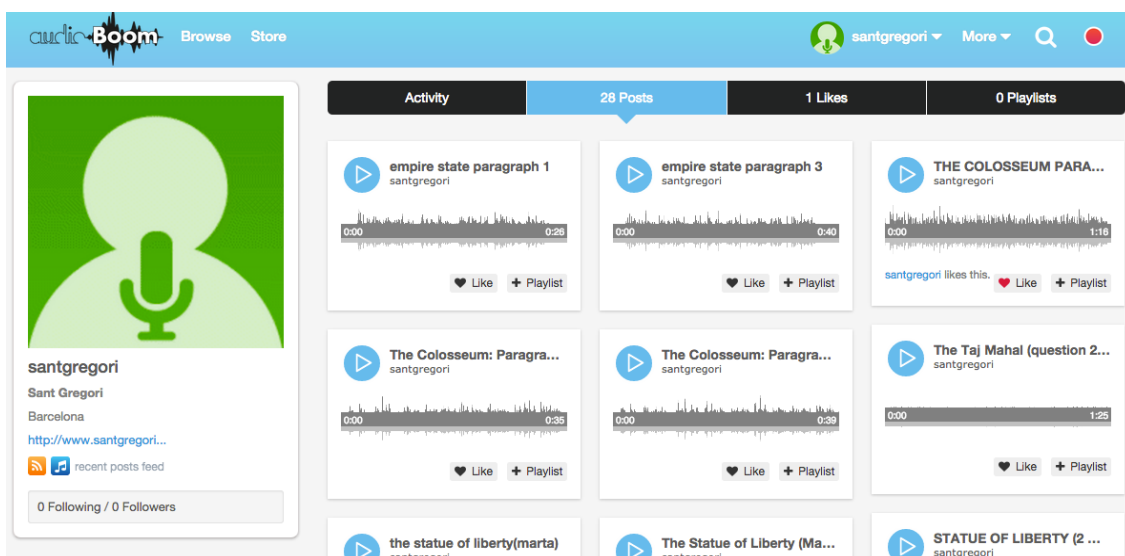 audioBoom Browse Store santgregori More
Activity 28 Posts 1 Likes 0 Playlists
santgregori
Sant Gregori
Barcelona
http://www.santgregori...
recent posts feed
0 Following / 0 Followers
empire state paragraph 1
santgregori
0:00 0:26
Like + Playlist
empire state paragraph 3
santgregori
0:00 0:40
Like + Playlist
THE COLOSSEUM PARA...
santgregori
0:00 1:16
santgregori likes this. Like + Playlist
The Colosseum: Paragra...
santgregori
0:00 0:35
Like + Playlist
The Colosseum: Paragra...
santgregori
0:00 0:39
Like + Playlist
The Taj Mahal (question 2...
santgregori
0:00 1:25
Like + Playlist
the statue of liberty(marta)
santgregori
The Statue of Liberty (Ma...
santgregori
STATUE OF LIBERTY (2 ...
santgregori